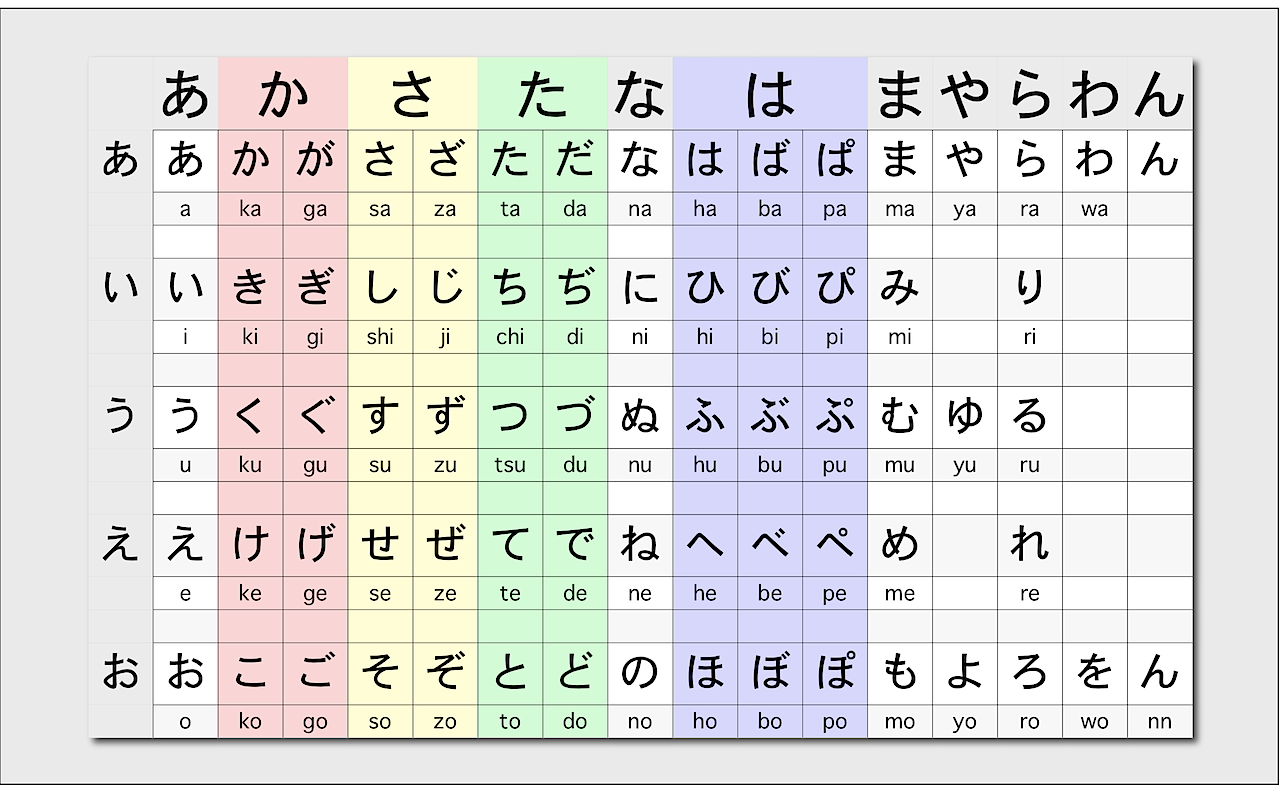 あ か さ た な は ま や ら わ ん
あ あ か が さ ざ た だ な は ば ぱ ま や ら わ ん
a ka ga sa za ta da na ha ba pa ma ya ra wa
い い き ぎ し じ ち ぢ に ひ び ぴ み り
i ki gi shi ji chi di ni hi bi pi mi ri
う う く ぐ す ず つ づ ぬ ふ ぶ ぷ む ゆ る
u ku gu su zu tsu du nu hu bu pu mu yu ru
え え け げ せ ぜ て で ね へ べ ぺ め れ
e ke ge se ze te de ne he be pe me re
お お こ ご そ ぞ と ど の ほ ぼ ぽ も よ ろ を ん
o ko go so zo to do no ho bo po mo yo ro wo nn